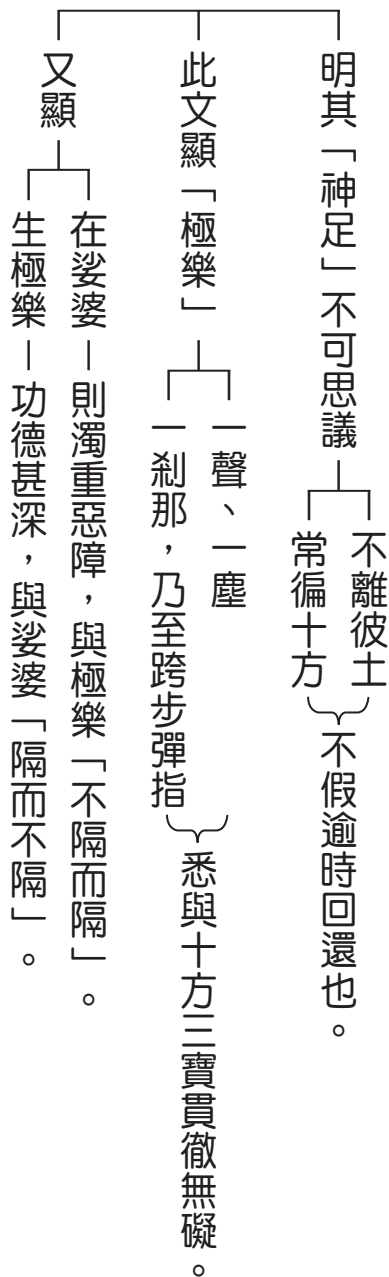 明其「神足」不可思議
不離彼土
常徧十方
不假逾時回還也。
此文顯「極樂」
一聲、一塵
一剎那，乃至跨步彈指
悉與十方三寶貫徹無礙。
又顯
在娑婆－則濁重惡障，與極樂「不隔而隔」。
生極樂－功德甚深，與娑婆「隔而不隔」。